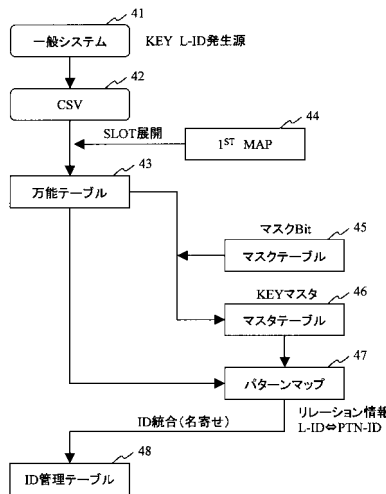 41
一般システム
KEY L-ID発生源
42
CSV
SLOT展開
44
1ST MAP
43
万能テーブル
マスクBit
45
マスクテーブル
KEYマスタ
46
マスタテーブル
47
パターンマップ
リレーション情報
L-ID⇔PTN-ID
ID統合(名寄せ)
48
ID管理テーブル